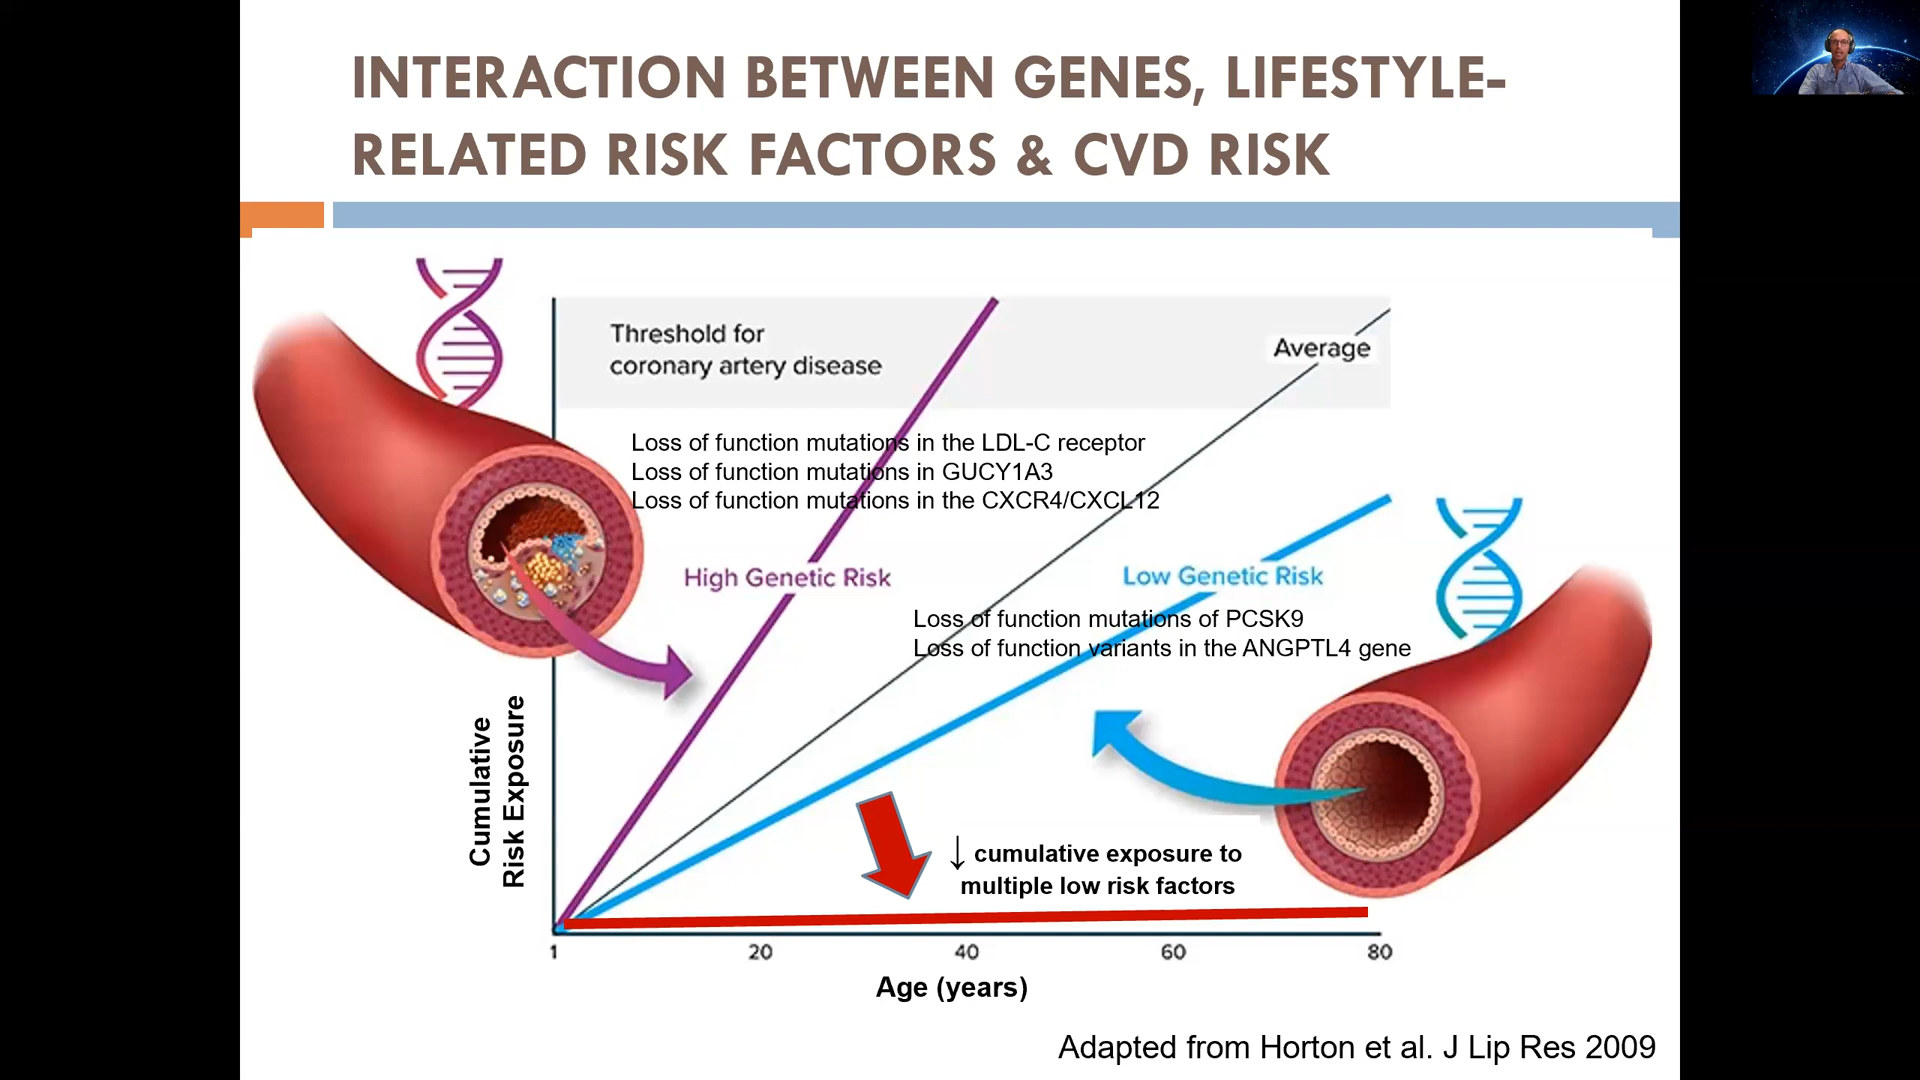 INTERACTION BETWEEN GENES, LIFESTYLE-
RELATED RISK FACTORS & CVD RISK
Threshold for
coronary artery disease
Average
Loss of function mutations in the LDL-C receptor
Loss of function mutations in GUCY1A3
Loss of function mutations in the CXCR4/CXCL12
High Genetic Risk
Low Genetic Risk
Loss of function mutations of PCSK9
Loss of function variants in the ANGPTL4 gene
Cumulative
Risk Exposure
↓ cumulative exposure to
multiple low risk factors
1 20 40 60 80
Age (years)
Adapted from Horton et al. J Lip Res 2009